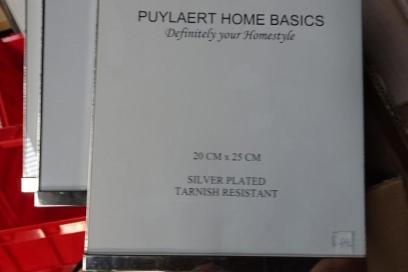 PUYLAERT HOME BASICS
Definitely your Homestyle
20 CM x 25 CM
SILVER PLATED
TARNISH RESISTANT